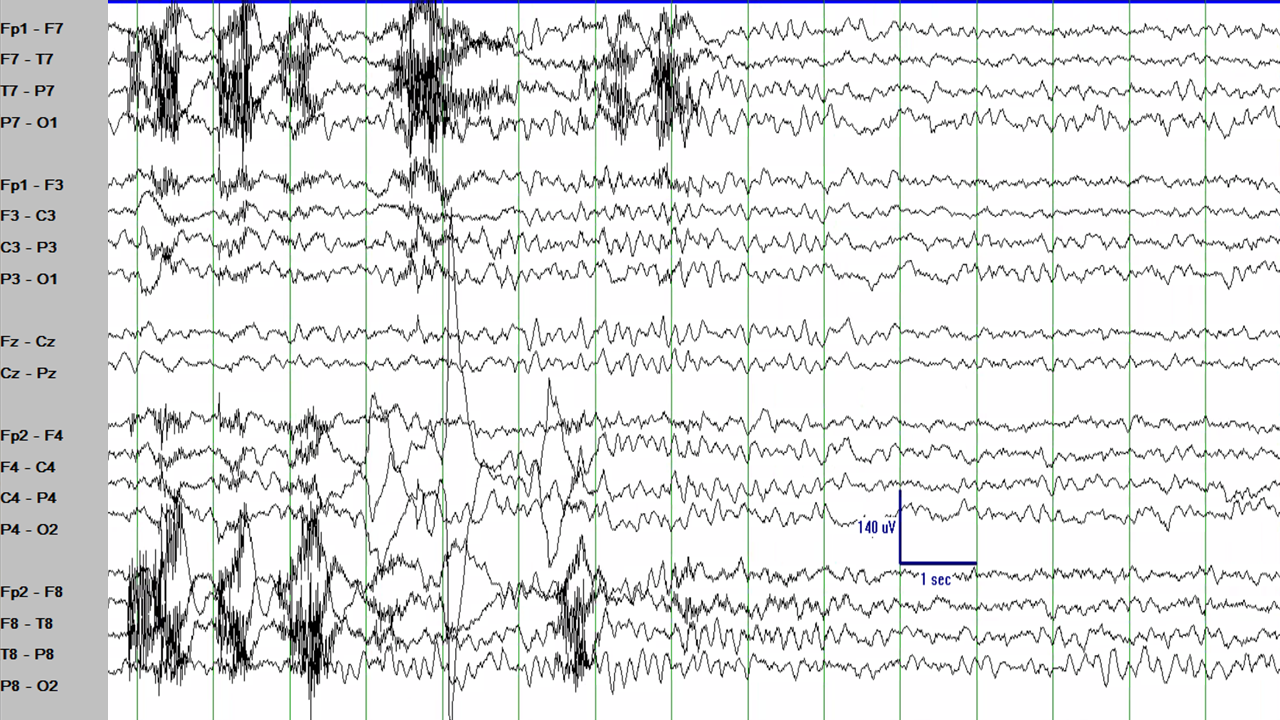 Fp1 - F7
F7 - T7
T7 - P7
P7 - O1
Fp1 - F3
F3 - C3
C3 - P3
P3 - O1
Fz - Cz
Cz - Pz
Fp2 - F4
F4 - C4
C4 - P4
P4 - O2
140 uV
1 sec
Fp2 - F8
F8 - T8
T8 - P8
P8 - O2